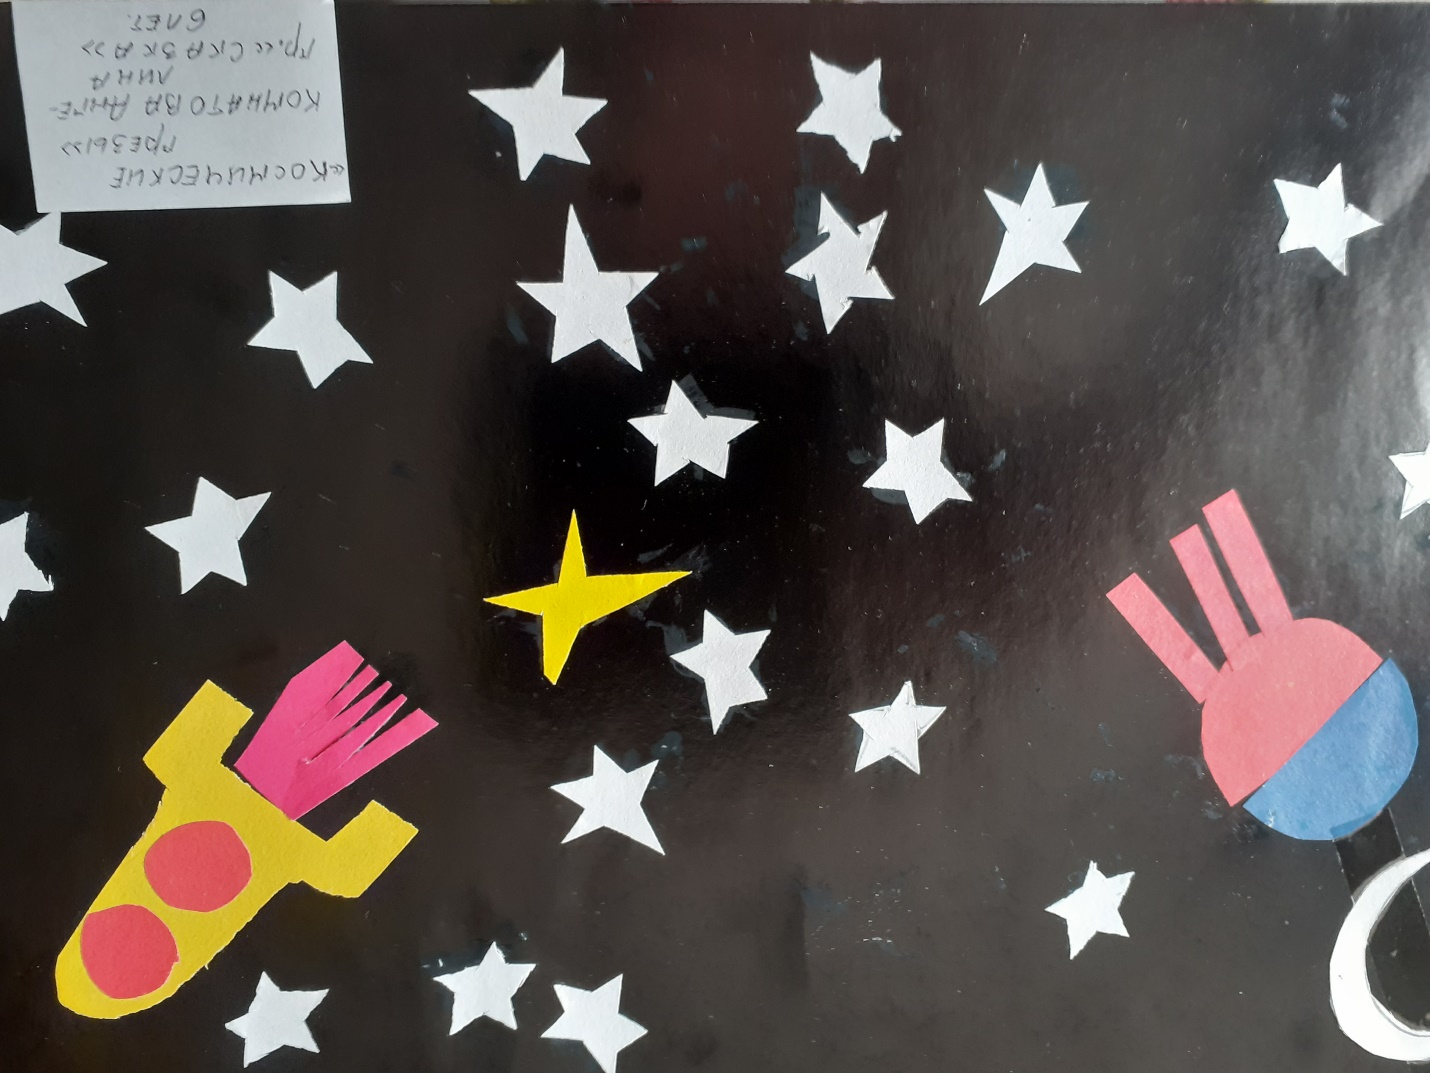 «КОСМИЧЕСКИЕ
ГРЕЗЫ»
КОМНАТОВА АНГЕ-
ЛИНА
гр. «СКАЗКА»
6 ЛЕТ.